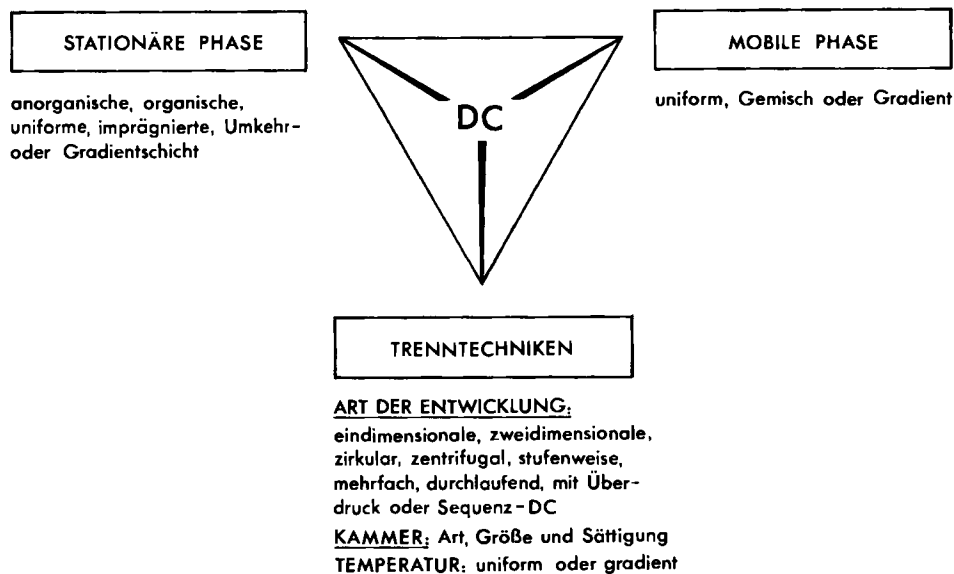 STATIONÄRE PHASE
anorganische, organische,
uniforme, imprägnierte, Umkehr-
oder Gradientschicht
DC
MOBILE PHASE
uniform, Gemisch oder Gradient
TRENNTECHNIKEN
ART DER ENTWICKLUNG:
eindimensionale, zweidimensionale,
zirkular, zentrifugal, stufenweise,
mehrfach, durchlaufend, mit Über-
druck oder Sequenz-DC
KAMMER: Art, Größe und Sättigung
TEMPERATUR: uniform oder gradient